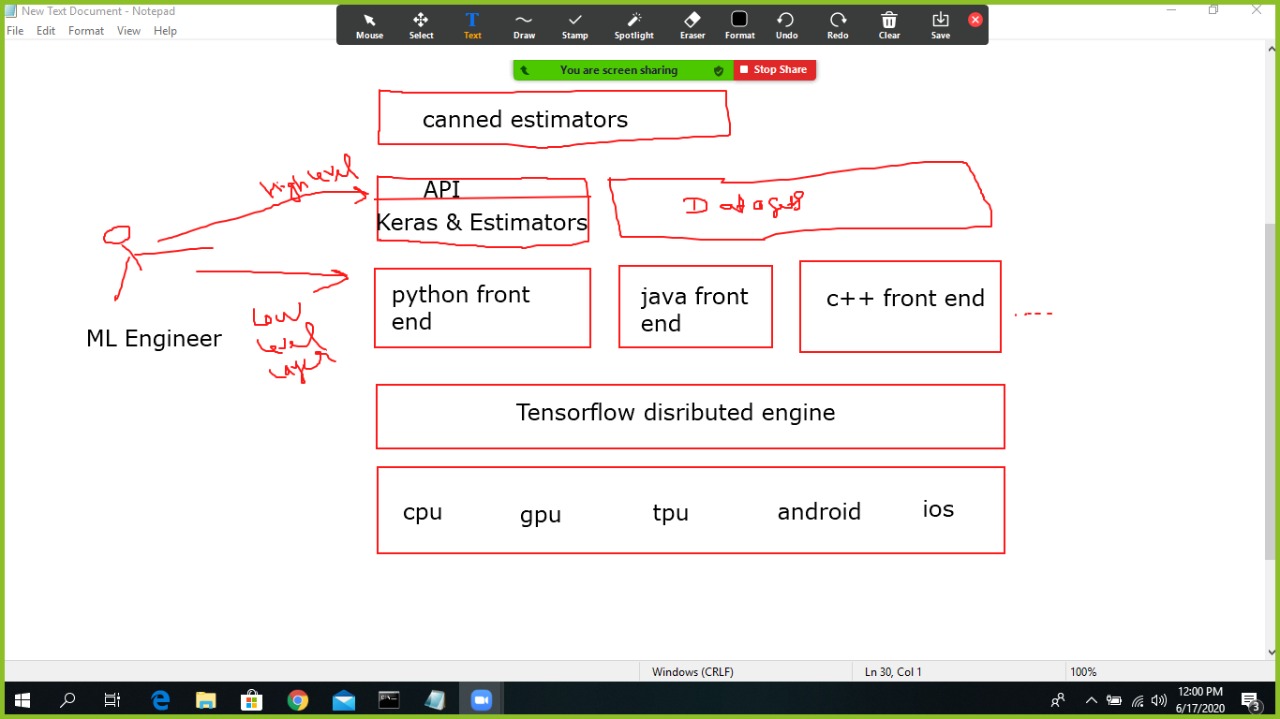 New Text Document - Notepad
File Edit Format View Help
Mouse Select Text Draw Stamp Spotlight Eraser Format Undo Redo Clear Save
You are screen sharing Stop Share
canned estimators
High level
API
Keras & Estimators
Datasets
python front
end
java front
end
c++ front end
.----
ML Engineer
Low
Level
Layer
Tensorflow disributed engine
cpu gpu tpu android ios
Windows (CRLF) Ln 30, Col 1 100%
12:00 PM
6/17/2020
3